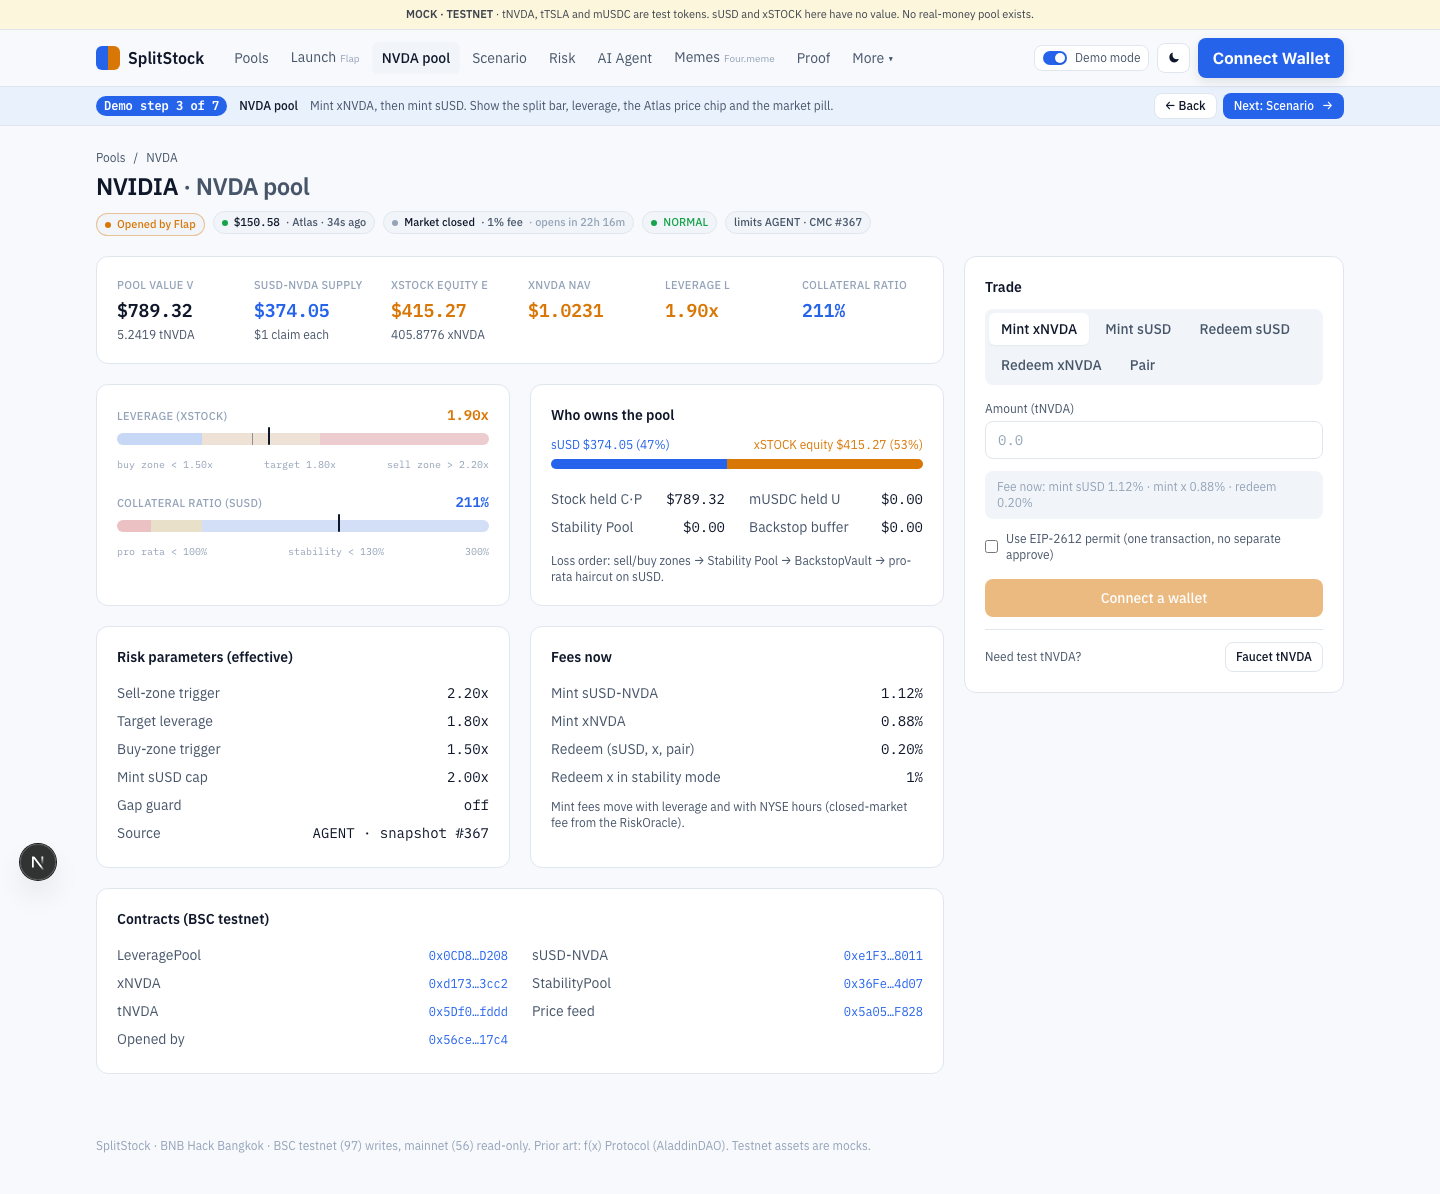 MOCK · TESTNET · tNVDA, tTSLA and mUSDC are test tokens. sUSD and xSTOCK here have no value. No real-money pool exists.
SplitStock
Pools
Launch Flap
NVDA pool
Scenario
Risk
AI Agent
Memes Four.meme
Proof
More ▾
Demo mode
Connect Wallet
Demo step 3 of 7
NVDA pool
Mint xNVDA, then mint sUSD. Show the split bar, leverage, the Atlas price chip and the market pill.
← Back
Next: Scenario →
Pools / NVDA
NVIDIA · NVDA pool
Opened by Flap
$150.58 · Atlas · 34s ago
Market closed · 1% fee · opens in 22h 16m
NORMAL
limits AGENT · CMC #367
POOL VALUE V
$789.32
5.2419 tNVDA
SUSD-NVDA SUPPLY
$374.05
$1 claim each
XSTOCK EQUITY E
$415.27
405.8776 xNVDA
XNVDA NAV
$1.0231
LEVERAGE L
1.90x
COLLATERAL RATIO
211%
LEVERAGE (XSTOCK) 1.90x
buy zone < 1.50x target 1.80x sell zone > 2.20x
COLLATERAL RATIO (SUSD) 211%
pro rata < 100% stability < 130% 300%
Who owns the pool
sUSD $374.05 (47%) xSTOCK equity $415.27 (53%)
Stock held C·P $789.32 mUSDC held U $0.00
Stability Pool $0.00 Backstop buffer $0.00
Loss order: sell/buy zones → Stability Pool → BackstopVault → pro-
rata haircut on sUSD.
Risk parameters (effective)
Sell-zone trigger 2.20x
Target leverage 1.80x
Buy-zone trigger 1.50x
Mint sUSD cap 2.00x
Gap guard off
Source AGENT · snapshot #367
Fees now
Mint sUSD-NVDA 1.12%
Mint xNVDA 0.88%
Redeem (sUSD, x, pair) 0.20%
Redeem x in stability mode 1%
Mint fees move with leverage and with NYSE hours (closed-market
fee from the RiskOracle).
Contracts (BSC testnet)
LeveragePool 0x0CD8…D208 sUSD-NVDA 0xe1F3…8011
xNVDA 0xd173…3cc2 StabilityPool 0x36Fe…4d07
tNVDA 0x5Df0…fddd Price feed 0x5a05…F828
Opened by 0x56ce…17c4
Trade
Mint xNVDA
Mint sUSD
Redeem sUSD
Redeem xNVDA
Pair
Amount (tNVDA)
0.0
Fee now: mint sUSD 1.12% · mint x 0.88% · redeem
0.20%
Use EIP-2612 permit (one transaction, no separate
approve)
Connect a wallet
Need test tNVDA?
Faucet tNVDA
N
SplitStock · BNB Hack Bangkok · BSC testnet (97) writes, mainnet (56) read-only. Prior art: f(x) Protocol (AladdinDAO). Testnet assets are mocks.